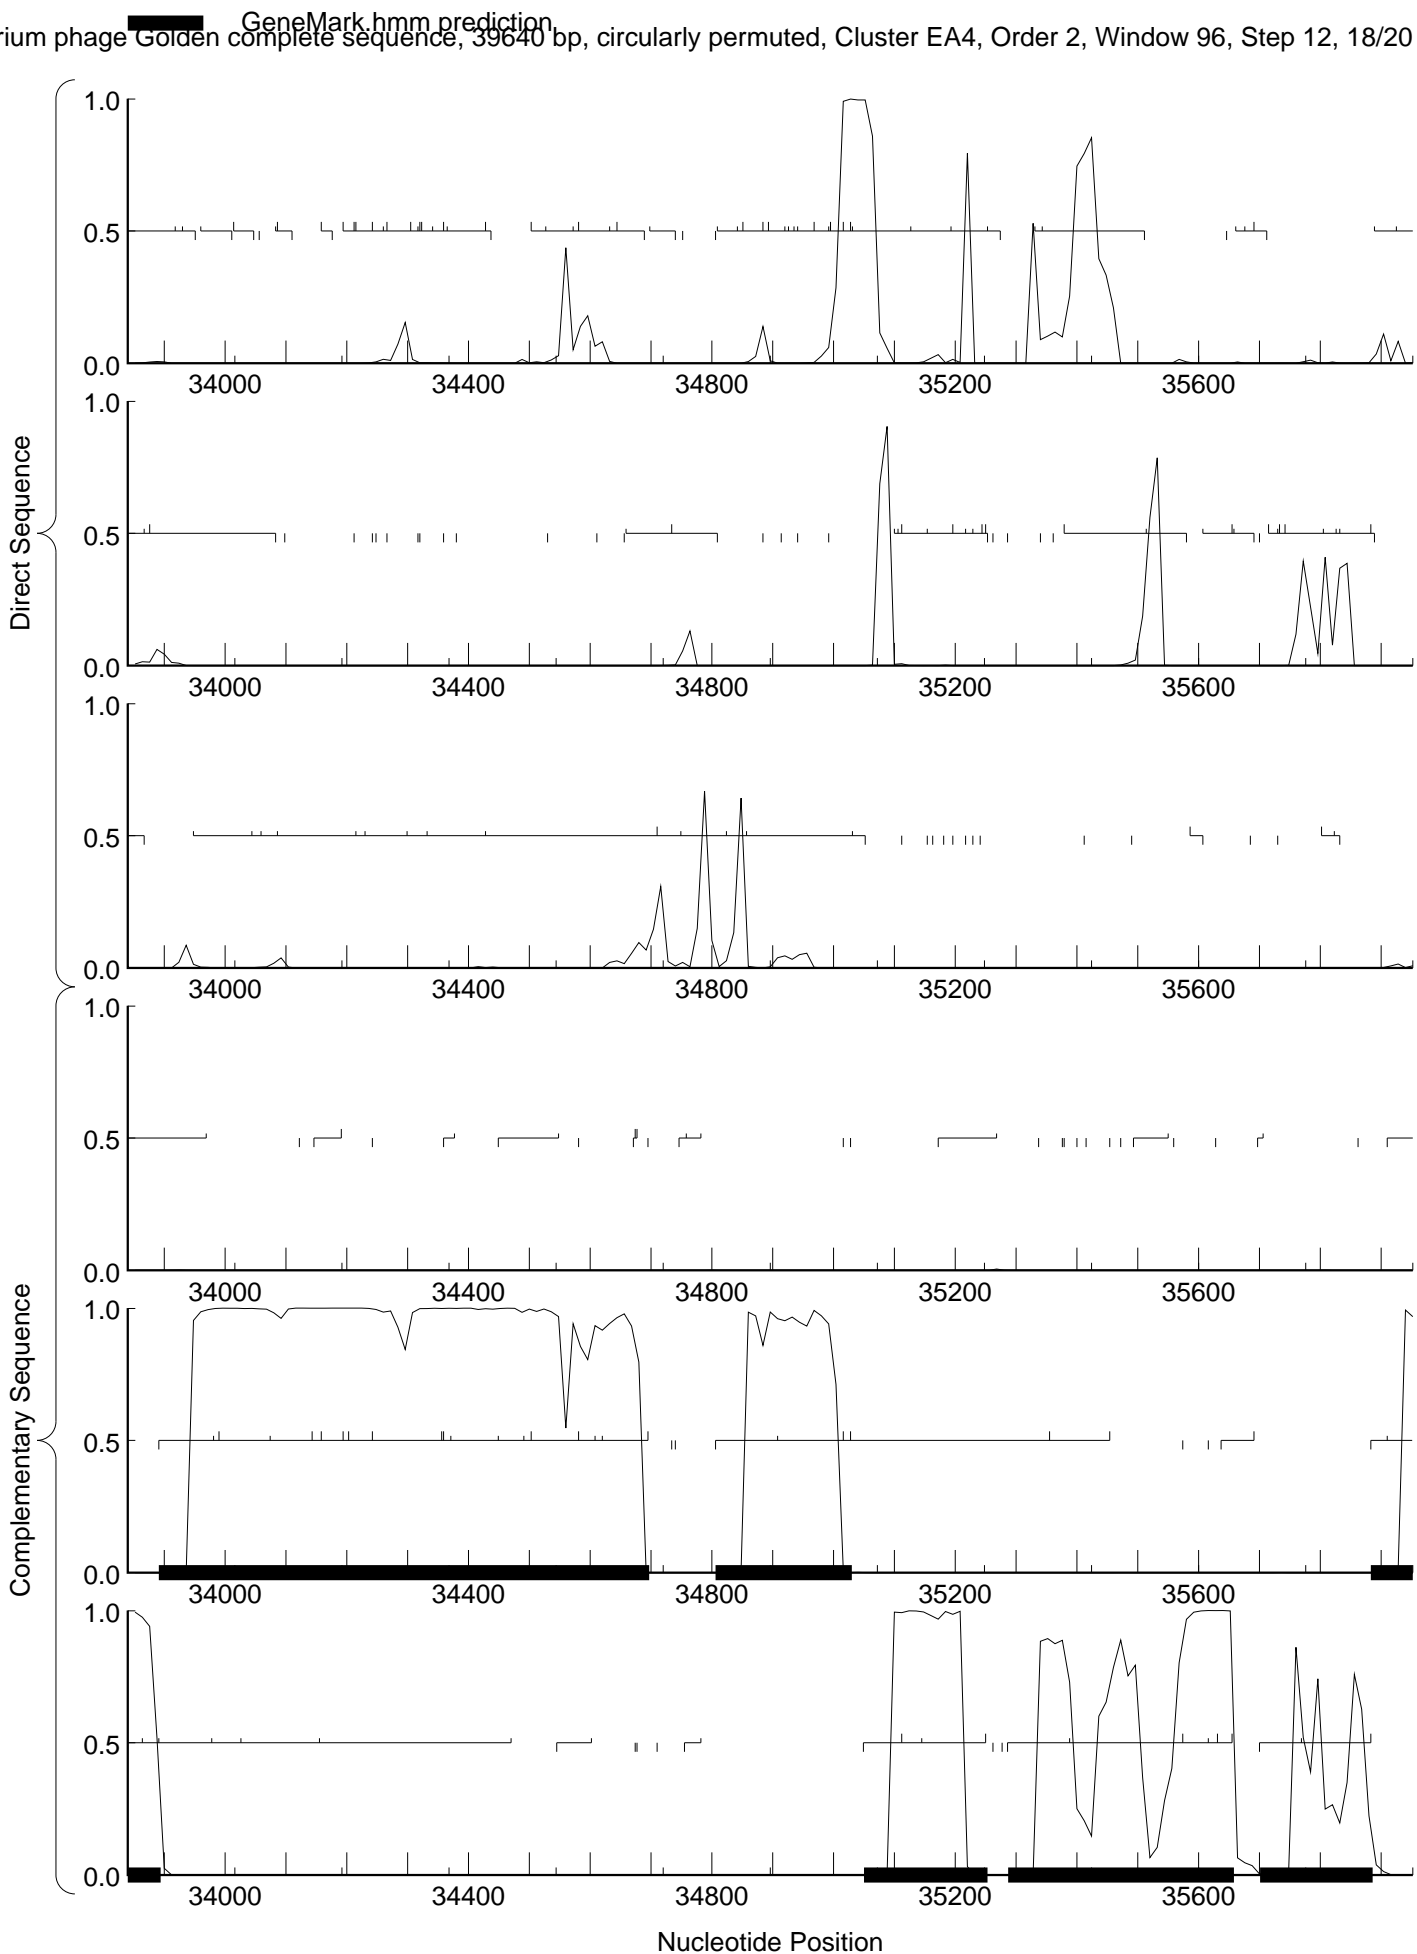 GeneMark.hmm prediction
rium phage Golden complete sequence, 39640 bp, circularly permuted, Cluster EA4, Order 2, Window 96, Step 12, 18/20
Direct Sequence
1.0
0.5
0.0
34000 34400 34800 35200 35600
1.0
0.5
0.0
34000 34400 34800 35200 35600
1.0
0.5
0.0
34000 34400 34800 35200 35600
Complementary Sequence
1.0
0.5
0.0
34000 34400 34800 35200 35600
1.0
0.5
0.0
34000 34400 34800 35200 35600
1.0
0.5
0.0
34000 34400 34800 35200 35600
Nucleotide Position